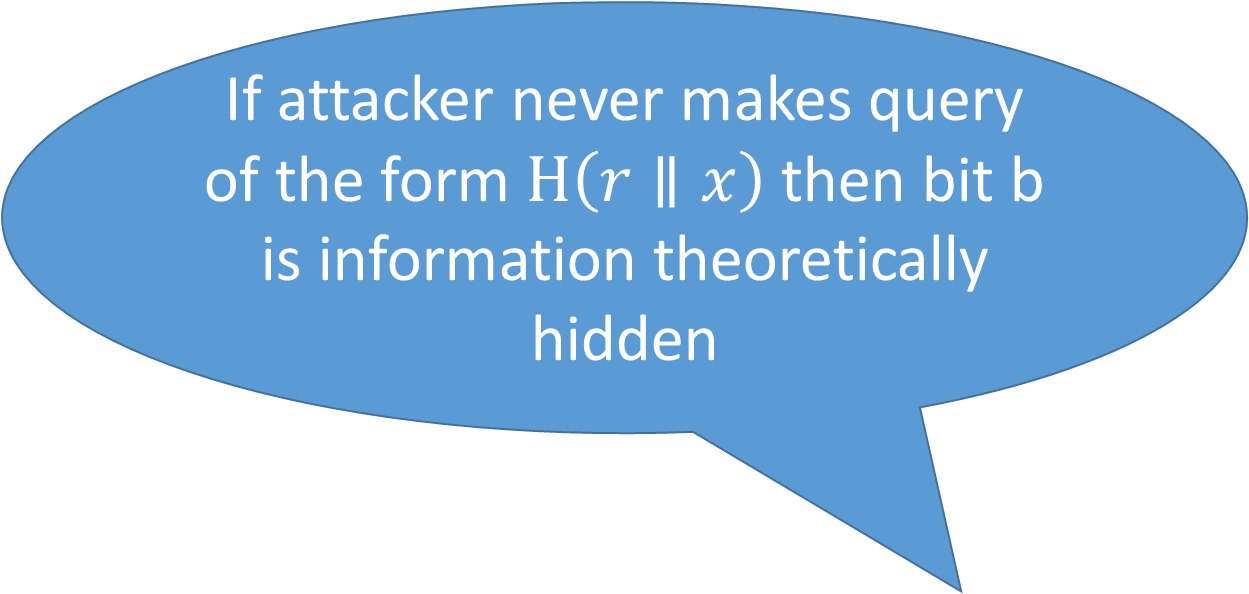 If attacker never makes query
of the form H(𝑟 ∥ 𝑥) then bit b
is information theoretically
hidden